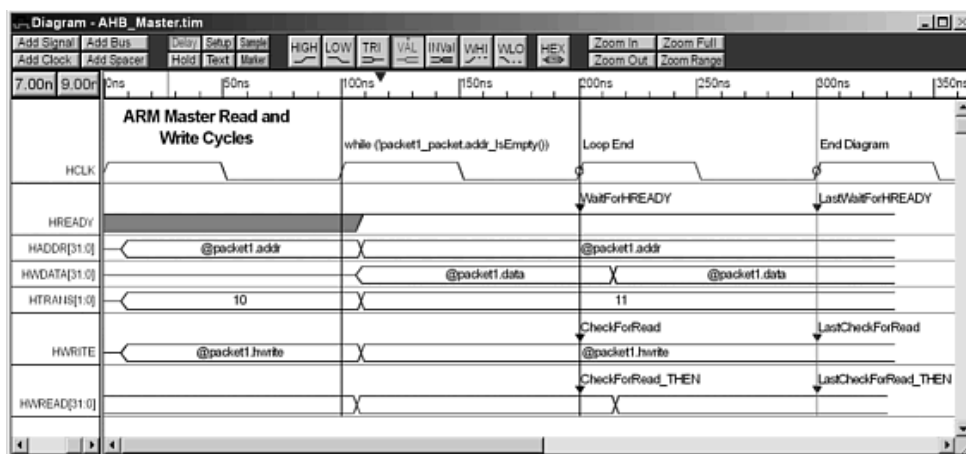 Diagram - AHB_Master.tim
Add Signal Add Bus Delay Setup Sample HIGH LOW TRI VAL INVal WHI WLO HEX Zoom In Zoom Full
Add Clock Add Spacer Hold Text Marker Zoom Out Zoom Range
7.00n 9.00n 0ns 50ns 100ns 150ns 200ns 250ns 300ns 350ns
ARM Master Read and
Write Cycles
while (!packet1_packet.addr_IsEmpty()) Loop End End Diagram
HCLK
WaitForHREADY LastWaitForHREADY
HREADY
HADDR[31:0] @packet1.addr @packet1.addr
HWDATA[31:0] @packet1.data @packet1.data
HTRANS[1:0] 10 11
CheckForRead LastCheckForRead
HWRITE @packet1.hwrite @packet1.hwrite
CheckForRead_THEN LastCheckForRead_THEN
HWREAD[31:0]